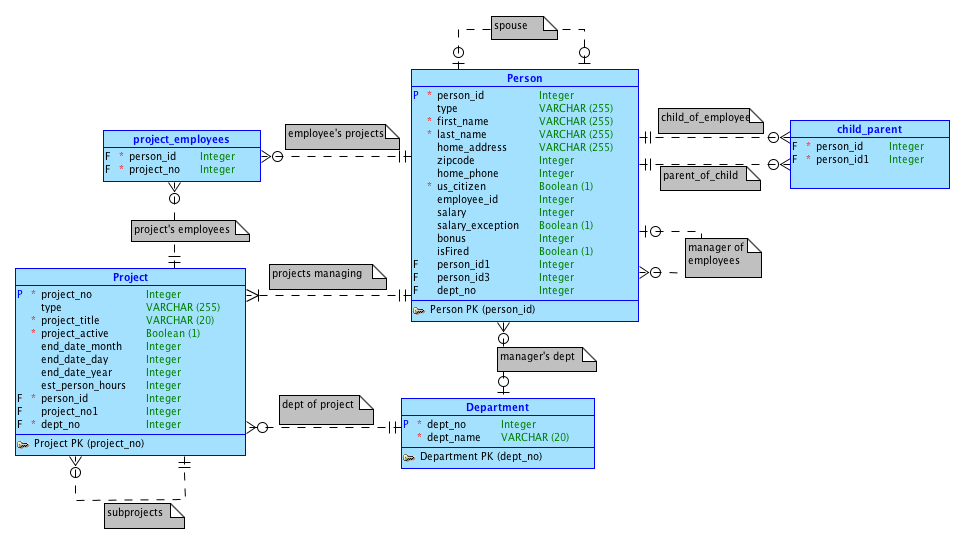 spouse
Person
P * person_id Integer
type VARCHAR (255)
* first_name VARCHAR (255)
* last_name VARCHAR (255)
home_address VARCHAR (255)
zipcode Integer
home_phone Integer
* us_citizen Boolean (1)
employee_id Integer
salary Integer
salary_exception Boolean (1)
bonus Integer
isFired Boolean (1)
F person_id1 Integer
F person_id3 Integer
F dept_no Integer
Person PK (person_id)
project_employees
F * person_id Integer
F * project_no Integer
employee's projects
child_of_employee
parent_of_child
child_parent
F * person_id Integer
F * person_id1 Integer
manager of
employees
project's employees
projects managing
Project
P * project_no Integer
type VARCHAR (255)
* project_title VARCHAR (20)
* project_active Boolean (1)
end_date_month Integer
end_date_day Integer
end_date_year Integer
est_person_hours Integer
F * person_id Integer
F project_no1 Integer
F * dept_no Integer
Project PK (project_no)
manager's dept
dept of project
Department
P * dept_no Integer
* dept_name VARCHAR (20)
Department PK (dept_no)
subprojects